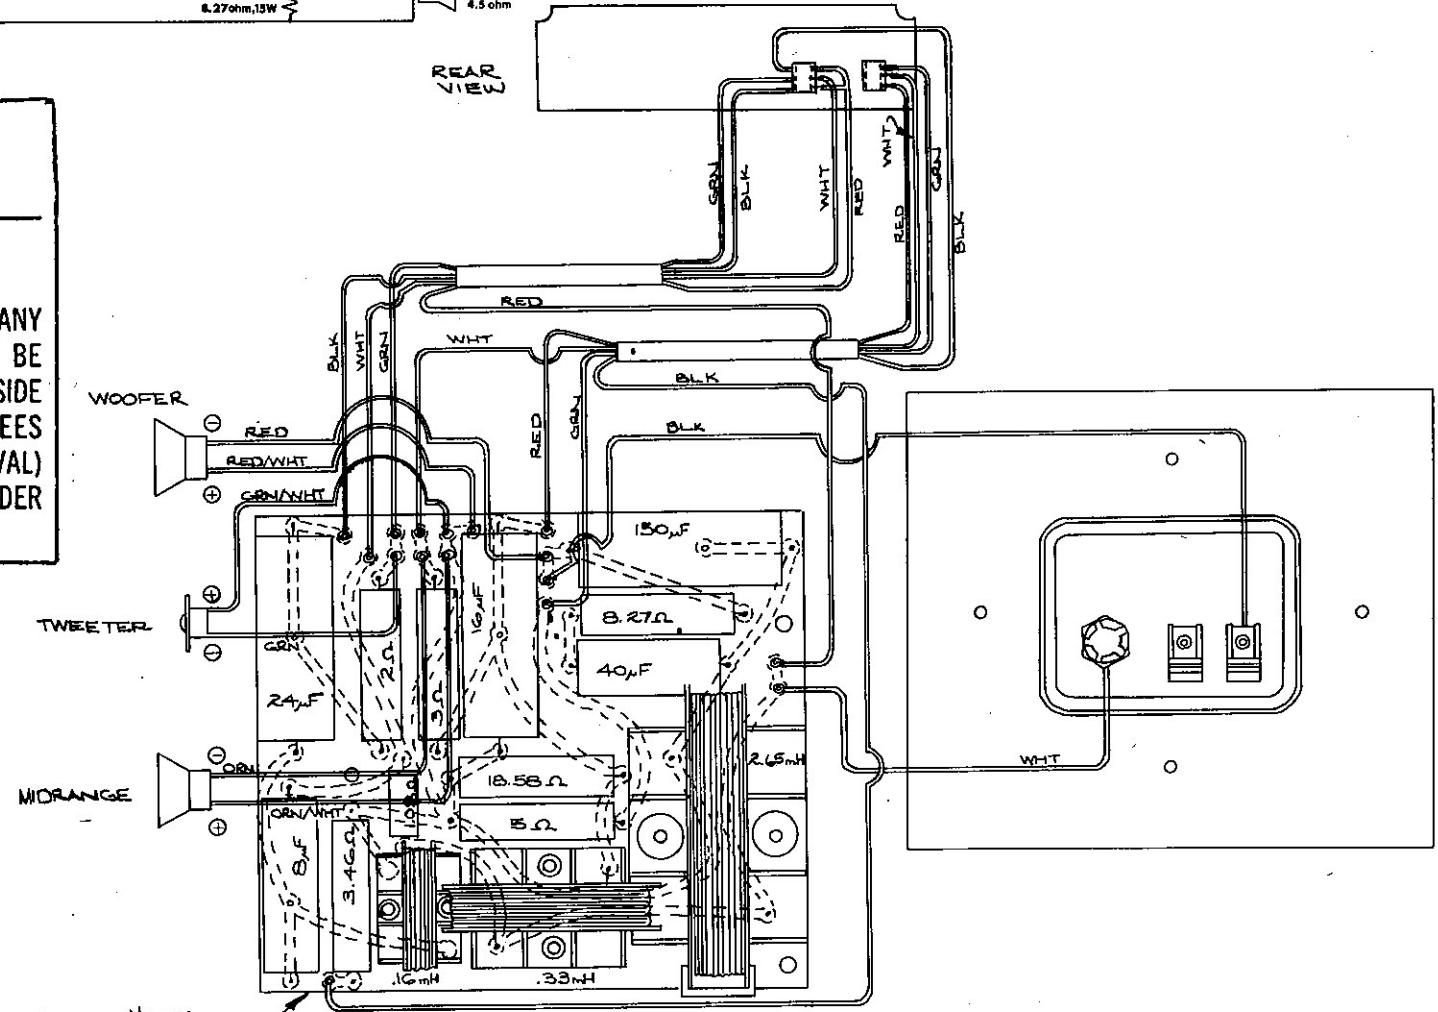 8.27ohm,15W
4.5 ohm
REAR
VIEW
ANY
BE
SIDE
EES
VAL)
DER
GRN
BLK
WHT
RED
WHT
RED
GRN
BLK
RED
BLK
WHT
GRN
WHT
BLK
RED
GRN
BLK
WOOFER
RED
RED/WHT
GRN/WHT
TWEETER
GRN
MIDRANGE
ORN
ORN/WHT
150µF
8.27Ω
40µF
16µF
2Ω
3Ω
24µF
18.58Ω
5Ω
2.65mH
8µF
3.46Ω
.16mH
.33mH
WHT